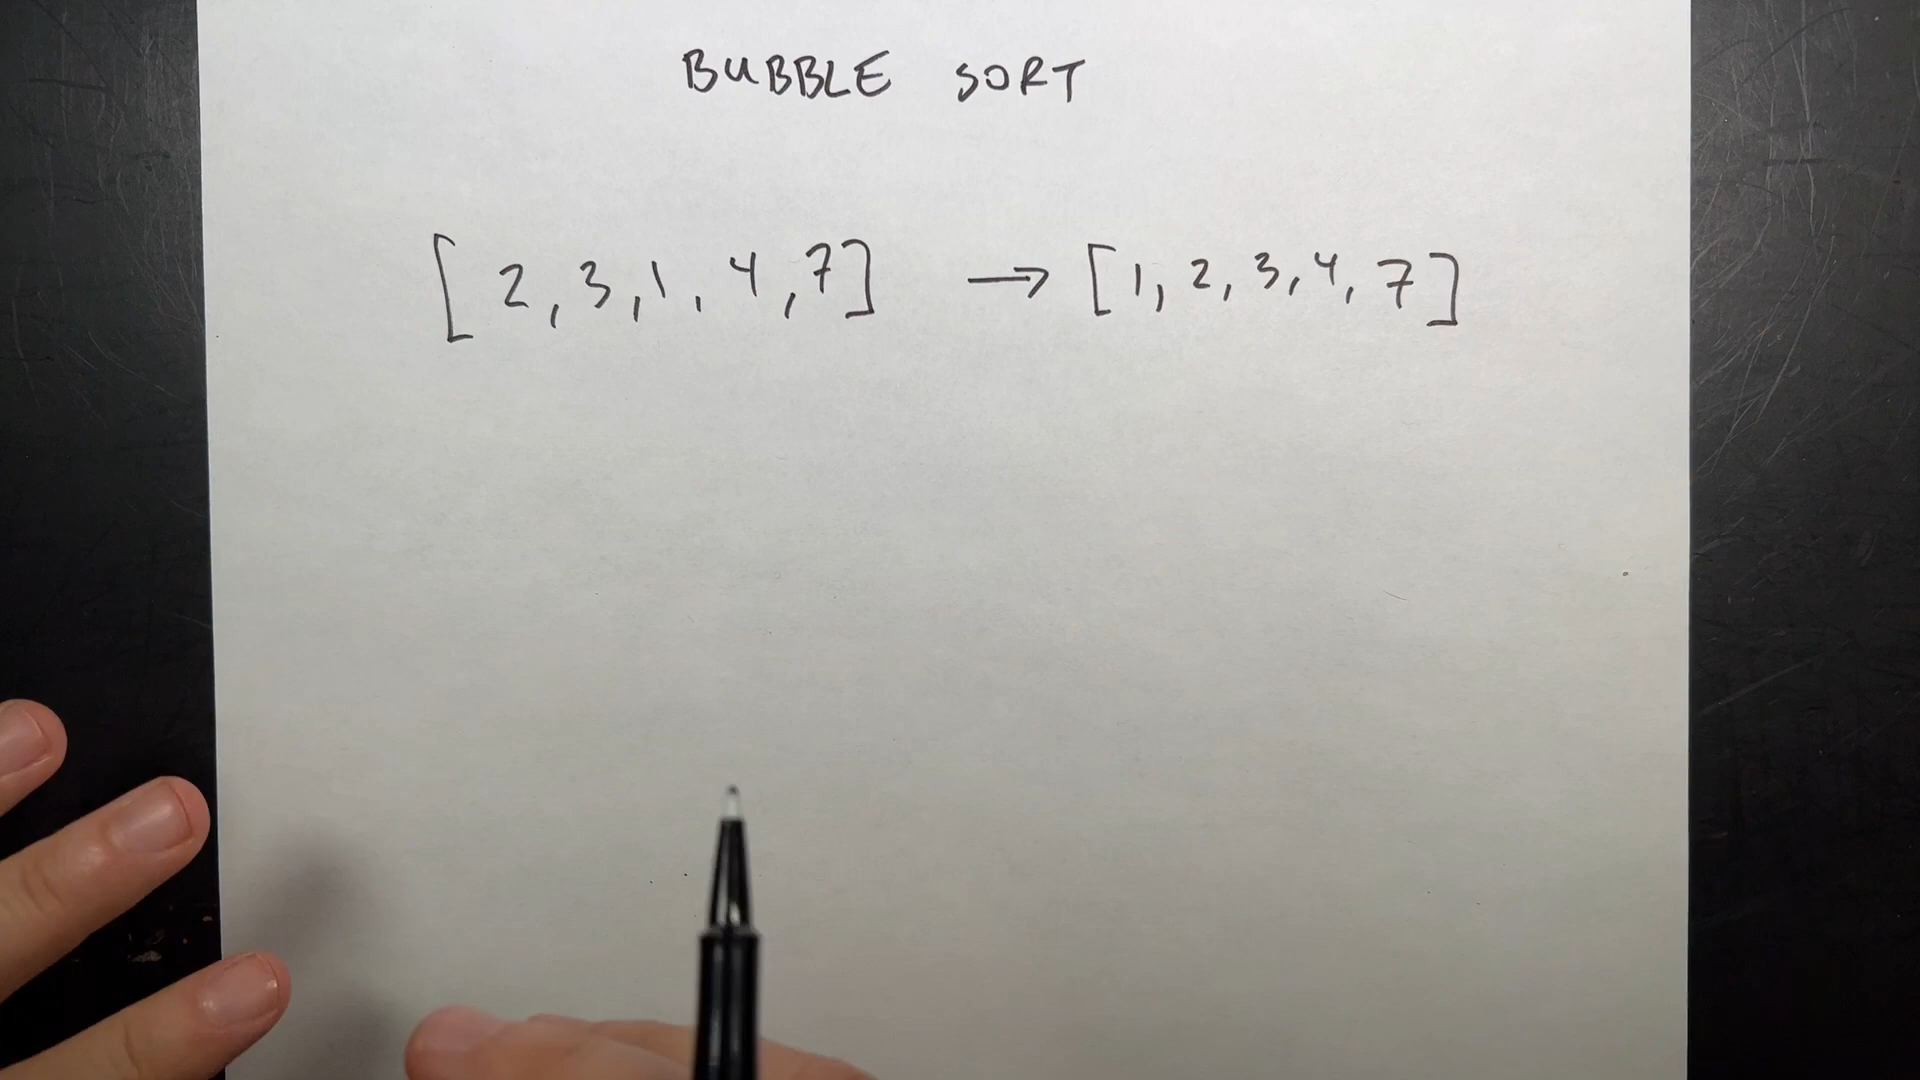 BUBBLE SORT
[ 2, 3, 1, 4, 7] → [1, 2, 3, 4, 7]